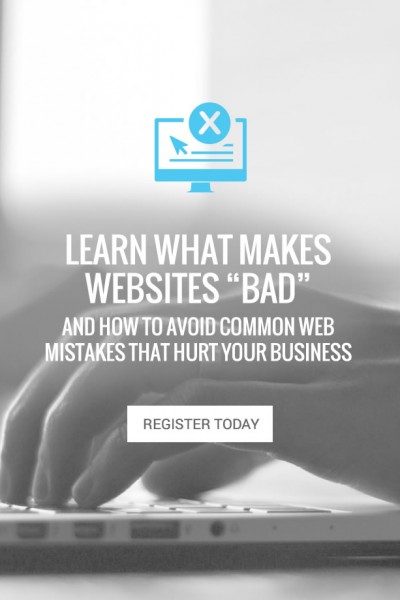 LEARN WHAT MAKES
WEBSITES “BAD”
AND HOW TO AVOID COMMON WEB
MISTAKES THAT HURT YOUR BUSINESS
REGISTER TODAY